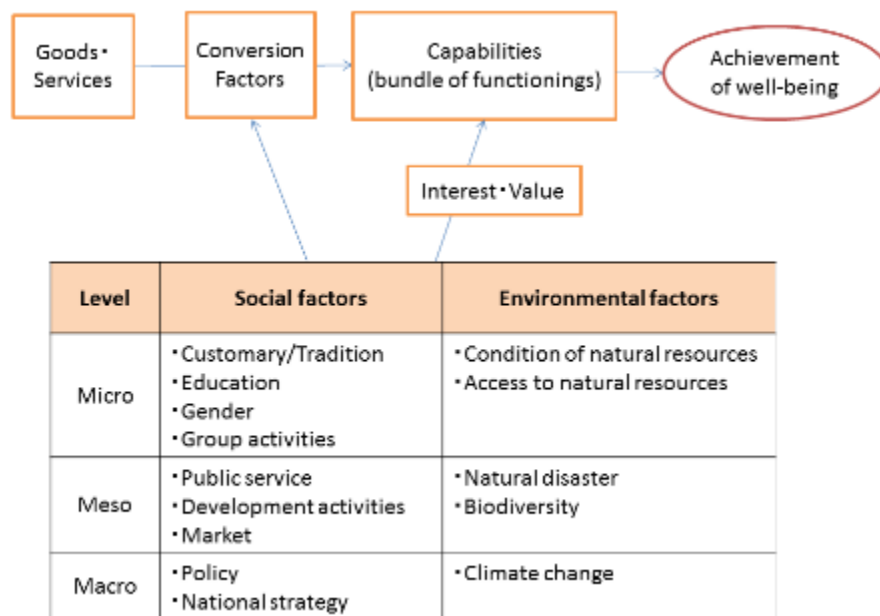 Goods・
Services
Conversion
Factors
Capabilities
(bundle of functionings)
Achievement
of well-being
Interest・Value
Level
Social factors
Environmental factors
Micro
・Customary/Tradition
・Education
・Gender
・Group activities
・Condition of natural resources
・Access to natural resources
Meso
・Public service
・Development activities
・Market
・Natural disaster
・Biodiversity
Macro
・Policy
・National strategy
・Climate change